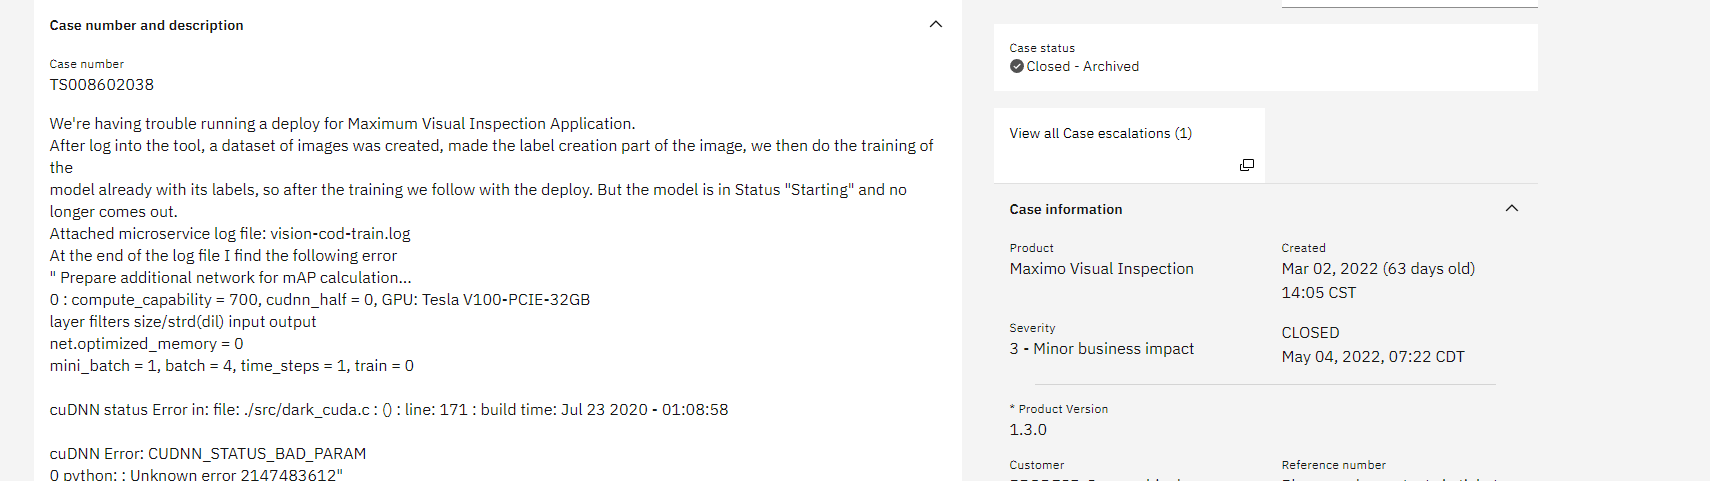 Case number and description
Case number
TS008602038
We're having trouble running a deploy for Maximum Visual Inspection Application.
After log into the tool, a dataset of images was created, made the label creation part of the image, we then do the training of
the
model already with its labels, so after the training we follow with the deploy. But the model is in Status "Starting" and no
longer comes out.
Attached microservice log file: vision-cod-train.log
At the end of the log file I find the following error
" Prepare additional network for mAP calculation...
0 : compute_capability = 700, cudnn_half = 0, GPU: Tesla V100-PCIE-32GB
layer filters size/strd(dil) input output
net.optimized_memory = 0
mini_batch = 1, batch = 4, time_steps = 1, train = 0
cuDNN status Error in: file: ./src/dark_cuda.c : () : line: 171 : build time: Jul 23 2020 - 01:08:58
cuDNN Error: CUDNN_STATUS_BAD_PARAM
0 python: : Unknown error 2147483612"
Case status
Closed - Archived
View all Case escalations (1)
Case information
Product
Maximo Visual Inspection
Created
Mar 02, 2022 (63 days old)
14:05 CST
Severity
3 - Minor business impact
CLOSED
May 04, 2022, 07:22 CDT
* Product Version
1.3.0
Customer
Reference number